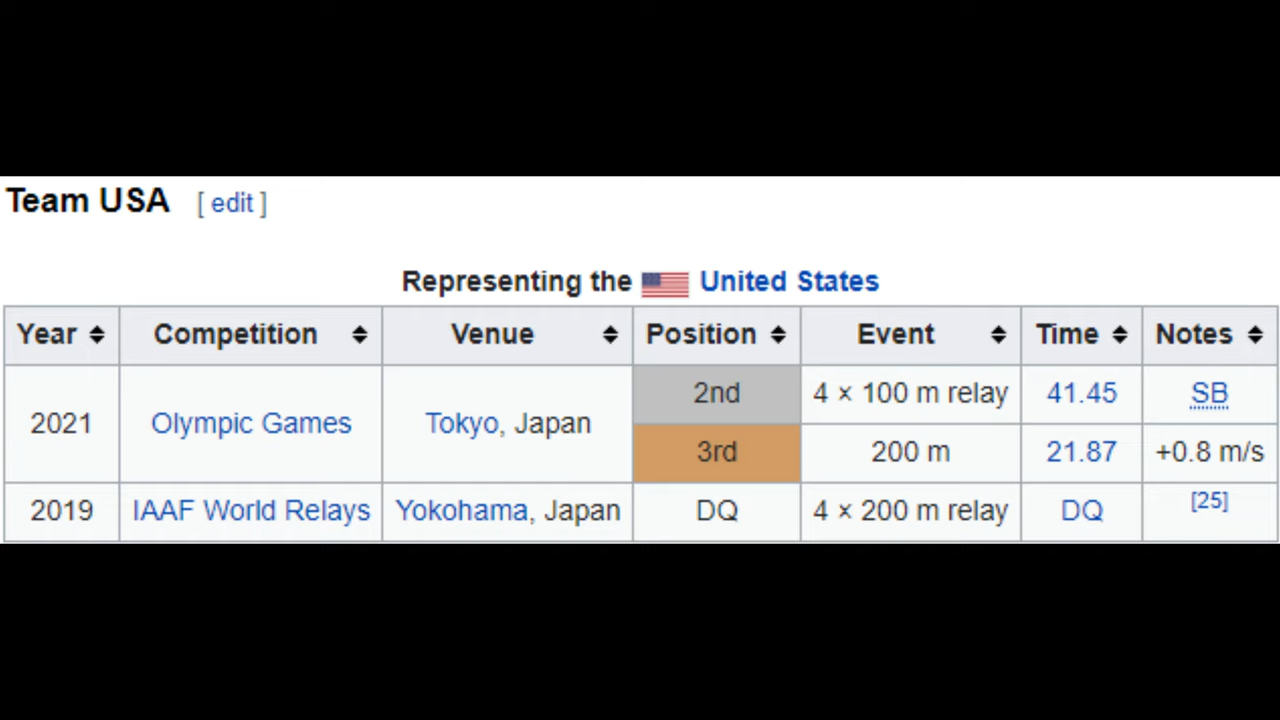 Team USA [ edit ]
Representing the United States
Year Competition Venue Position Event Time Notes
2021 Olympic Games Tokyo, Japan 2nd 4 × 100 m relay 41.45 SB
3rd 200 m 21.87 +0.8 m/s
2019 IAAF World Relays Yokohama, Japan DQ 4 × 200 m relay DQ [25]